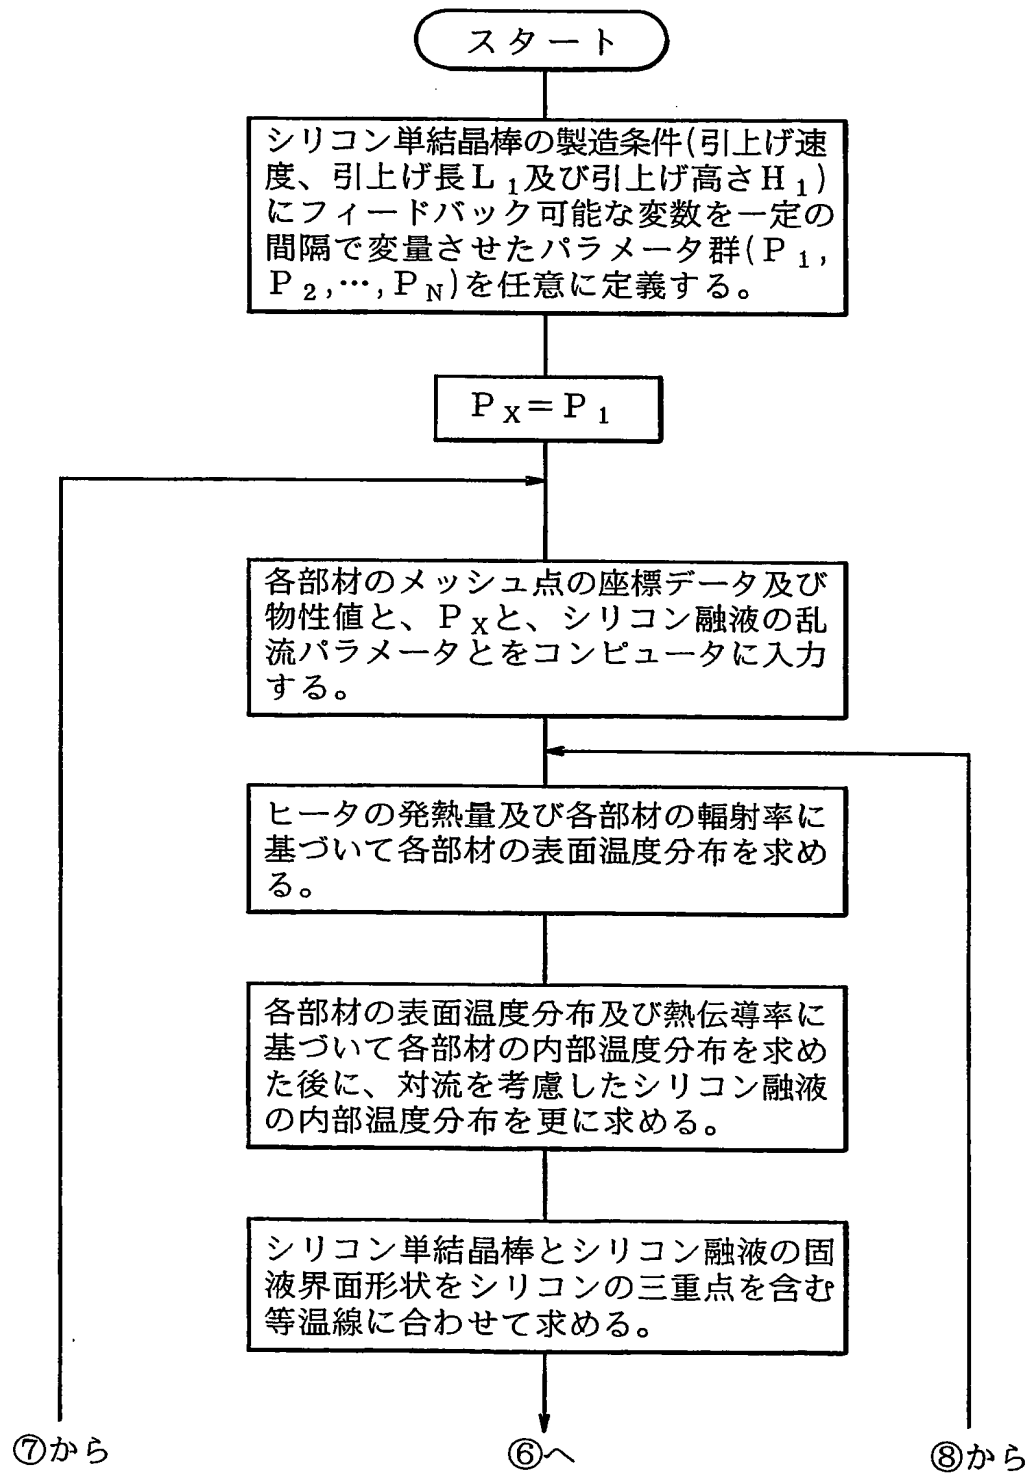 スタート
シリコン単結晶棒の製造条件(引上げ速
度、引上げ長L1及び引上げ高さH1)
にフィードバック可能な変数を一定の
間隔で変量させたパラメータ群(P1,
P2,…,PN)を任意に定義する。
PX=P1
各部材のメッシュ点の座標データ及び
物性値と、PXと、シリコン融液の乱
流パラメータとをコンピュータに入力
する。
ヒータの発熱量及び各部材の輻射率に
基づいて各部材の表面温度分布を求め
る。
各部材の表面温度分布及び熱伝導率に
基づいて各部材の内部温度分布を求め
た後に、対流を考慮したシリコン融液
の内部温度分布を更に求める。
シリコン単結晶棒とシリコン融液の固
液界面形状をシリコンの三重点を含む
等温線に合わせて求める。
⑦から
⑥へ
⑧から